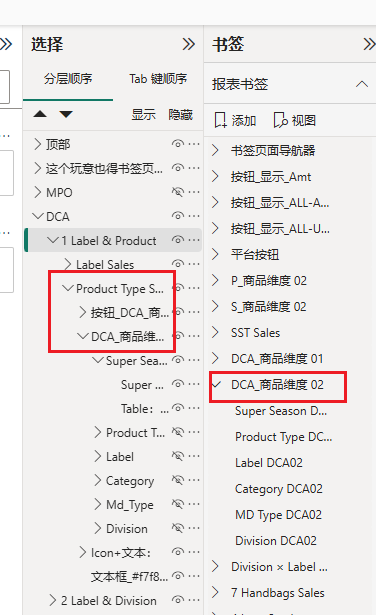 选择
分层顺序 Tab 键顺序
显示 隐藏
顶部
这个玩意也得书签页...
MPO
DCA
1 Label & Product
Label Sales
Product Type S...
按钮_DCA_商...
DCA_商品维...
Super Sea...
Super ...
Table: ...
Product T...
Label
Category
Md_Type
Division
Icon+文本:
文本框_#f7f8...
2 Label & Division
书签
报表书签
添加 视图
书签页面导航器
按钮_显示_Amt
按钮_显示_ALL-A...
按钮_显示_ALL-U...
平台按钮
P_商品维度 02
S_商品维度 02
SST Sales
DCA_商品维度 01
DCA_商品维度 02
Super Season D...
Product Type DC...
Label DCA02
Category DCA02
MD Type DCA02
Division DCA02
Division × Label ...
7 Handbags Sales